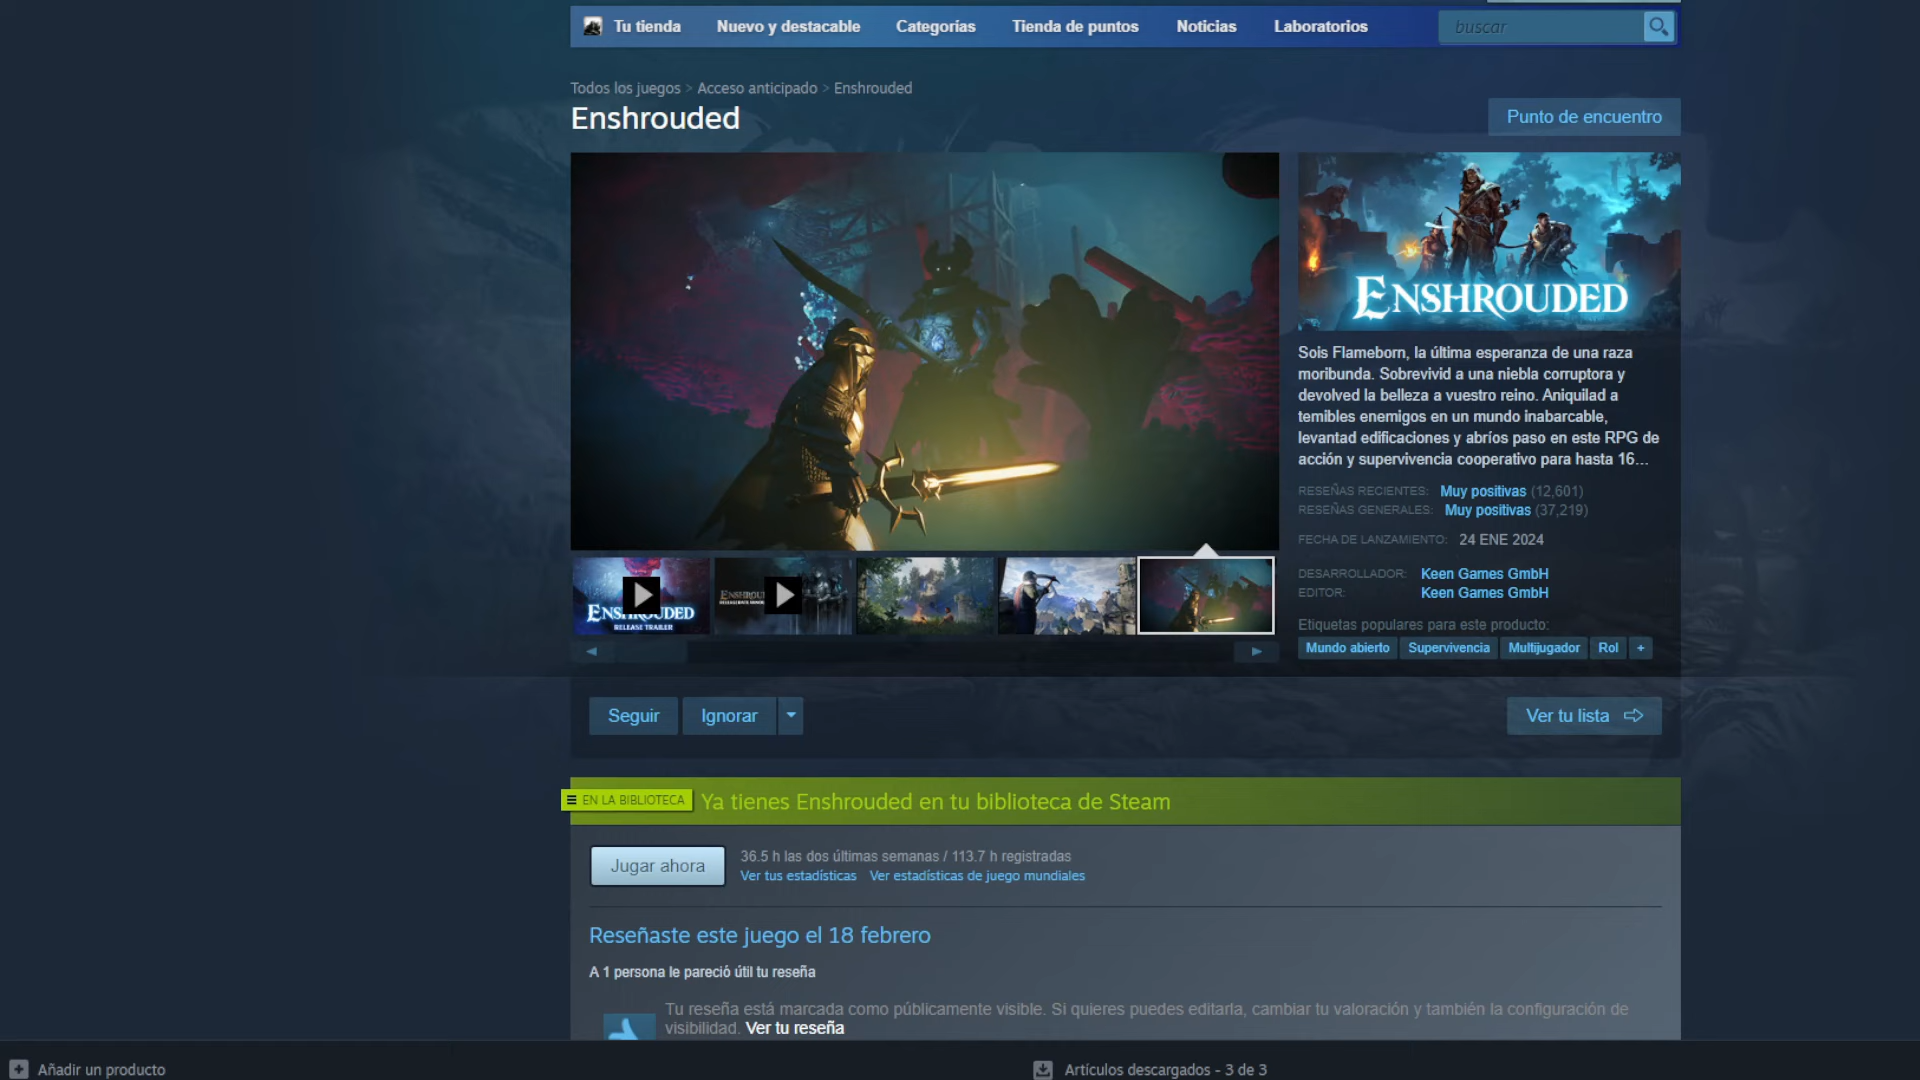 Tu tienda
Nuevo y destacable
Categorías
Tienda de puntos
Noticias
Laboratorios
buscar
Todos los juegos > Acceso anticipado > Enshrouded
Enshrouded
Punto de encuentro
ENSHROUDED
Sois Flameborn, la última esperanza de una raza
moribunda. Sobrevivid a una niebla corruptora y
devolved la belleza a vuestro reino. Aniquilad a
temibles enemigos en un mundo inabarcable,
levantad edificaciones y abríos paso en este RPG de
acción y supervivencia cooperativo para hasta 16...
RESEÑAS RECIENTES: Muy positivas (12,601)
RESEÑAS GENERALES: Muy positivas (37,219)
FECHA DE LANZAMIENTO: 24 ENE 2024
DESARROLLADOR: Keen Games GmbH
EDITOR: Keen Games GmbH
Etiquetas populares para este producto:
Mundo abierto
Supervivencia
Multijugador
Rol
+
ENSHROUDED
RELEASE TRAILER
Seguir
Ignorar
Ver tu lista
EN LA BIBLIOTECA
Ya tienes Enshrouded en tu biblioteca de Steam
Jugar ahora
36.5 h las dos últimas semanas / 113.7 h registradas
Ver tus estadísticas Ver estadísticas de juego mundiales
Reseñaste este juego el 18 febrero
A 1 persona le pareció útil tu reseña
Tu reseña está marcada como públicamente visible. Si quieres puedes editarla, cambiar tu valoración y también la configuración de
visibilidad. Ver tu reseña
Añadir un producto
Artículos descargados - 3 de 3